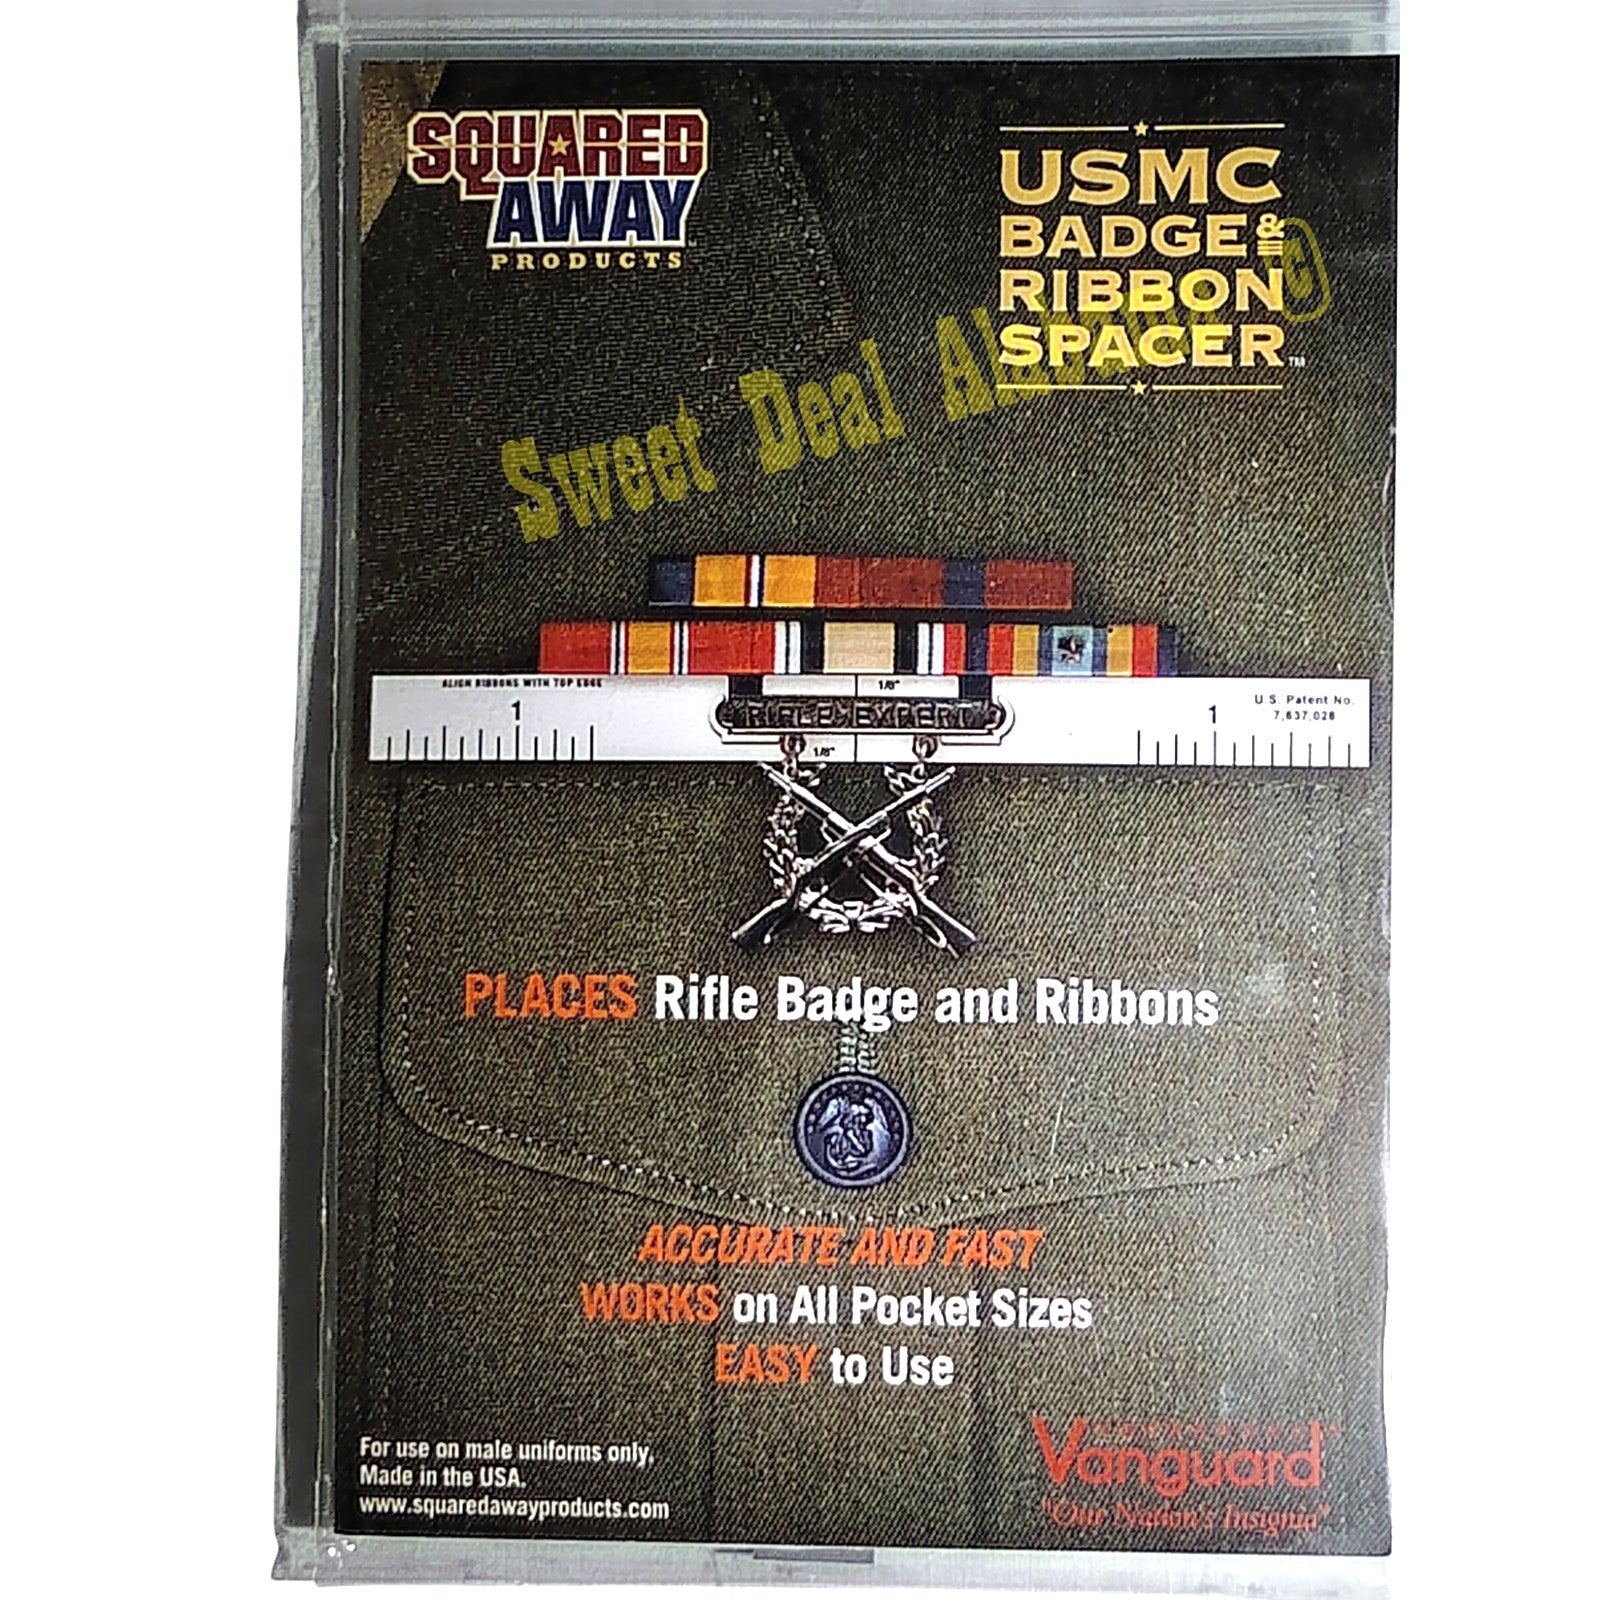 SQUARED
AWAY
PRODUCTS
USMC
BADGE &
RIBBON
SPACER™
Sweet Deal Alabama ©
ALIGN RIBBONS WITH TOP EDGE
1
1/8"
1
U.S. Patent No.
7,637,028
RIFLE EXPERT
1/8"
PLACES Rifle Badge and Ribbons
ACCURATE AND FAST
WORKS on All Pocket Sizes
EASY to Use
For use on male uniforms only.
Made in the USA.
www.squaredawayproducts.com
Vanguard
"Our Nation's Insignia"